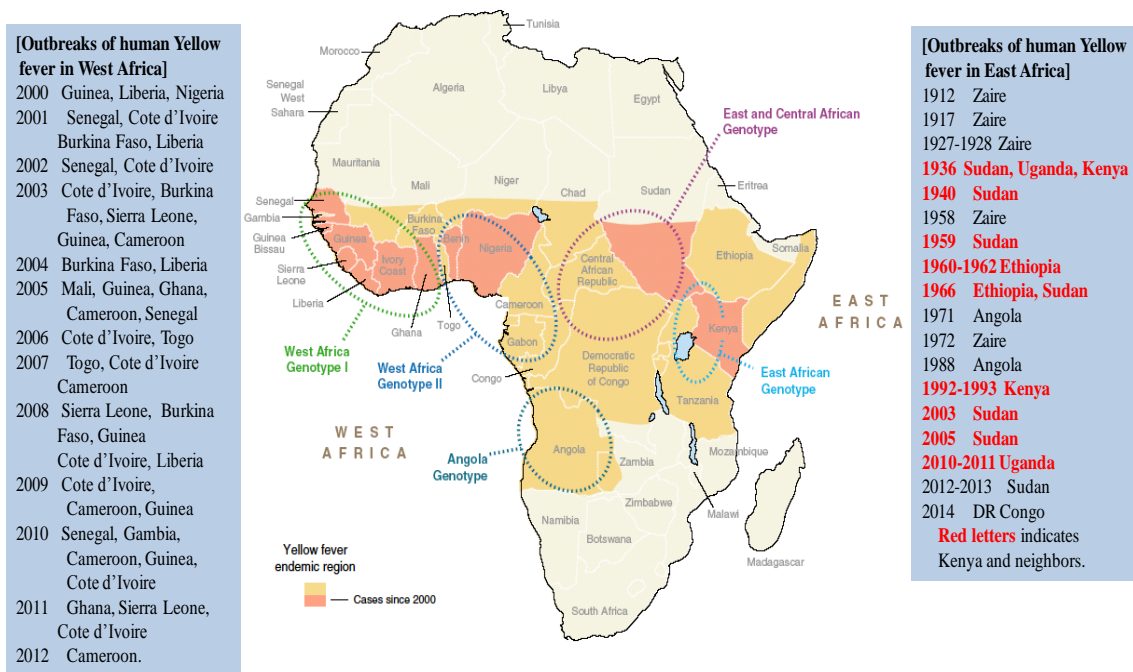 [Outbreaks of human Yellow
fever in West Africa]
2000 Guinea, Liberia, Nigeria
2001 Senegal, Cote d’Ivoire
Burkina Faso, Liberia
2002 Senegal, Cote d’Ivoire
2003 Cote d’Ivoire, Burkina
Faso, Sierra Leone,
Guinea, Cameroon
2004 Burkina Faso, Liberia
2005 Mali, Guinea, Ghana,
Cameroon, Senegal
2006 Cote d’Ivoire, Togo
2007 Togo, Cote d’Ivoire
Cameroon
2008 Sierra Leone, Burkina
Faso, Guinea
Cote d’Ivoire, Liberia
2009 Cote d’Ivoire,
Cameroon, Guinea
2010 Senegal, Gambia,
Cameroon, Guinea,
Cote d’Ivoire
2011 Ghana, Sierra Leone,
Cote d’Ivoire
2012 Cameroon.
Tunisia
Morocco
Algeria
Libya
Egypt
Senegal
West
Sahara
East and Central African
Genotype
Mauritania
Mali
Niger
Chad
Sudan
Eritrea
Senegal
Gambia
Guinea
Bissau
Guinea
Burkina
Faso
Benin
Nigeria
Ivory
Coast
Sierra
Leone
Liberia
Ghana
Togo
Cameroon
Central
African
Republic
Ethiopia
Somalia
EAST
AFRICA
West Africa
Genotype I
West Africa
Genotype II
Gabon
Congo
Democratic
Republic
of Congo
Kenya
East African
Genotype
Tanzania
WEST
AFRICA
Angola
Genotype
Angola
Zambia
Mozambique
Malawi
Zimbabwe
Namibia
Botswana
Madagascar
South Africa
Yellow fever
endemic region
Cases since 2000
[Outbreaks of human Yellow
fever in East Africa]
1912 Zaire
1917 Zaire
1927-1928 Zaire
1936 Sudan, Uganda, Kenya
1940 Sudan
1958 Zaire
1959 Sudan
1960-1962 Ethiopia
1966 Ethiopia, Sudan
1971 Angola
1972 Zaire
1988 Angola
1992-1993 Kenya
2003 Sudan
2005 Sudan
2010-2011 Uganda
2012-2013 Sudan
2014 DR Congo
Red letters indicates
Kenya and neighbors.